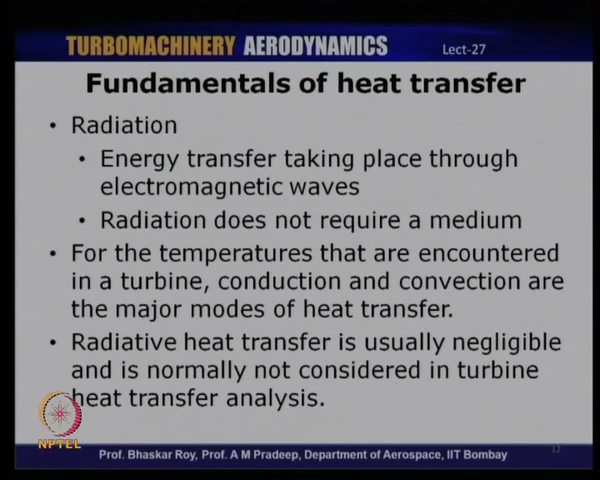 TURBOMACHINERY AERODYNAMICS Lect-27
Fundamentals of heat transfer
• Radiation
• Energy transfer taking place through
electromagnetic waves
• Radiation does not require a medium
• For the temperatures that are encountered
in a turbine, conduction and convection are
the major modes of heat transfer.
• Radiative heat transfer is usually negligible
and is normally not considered in turbine
heat transfer analysis.
NPTEL
Prof. Bhaskar Roy, Prof. A M Pradeep, Department of Aerospace, IIT Bombay
12